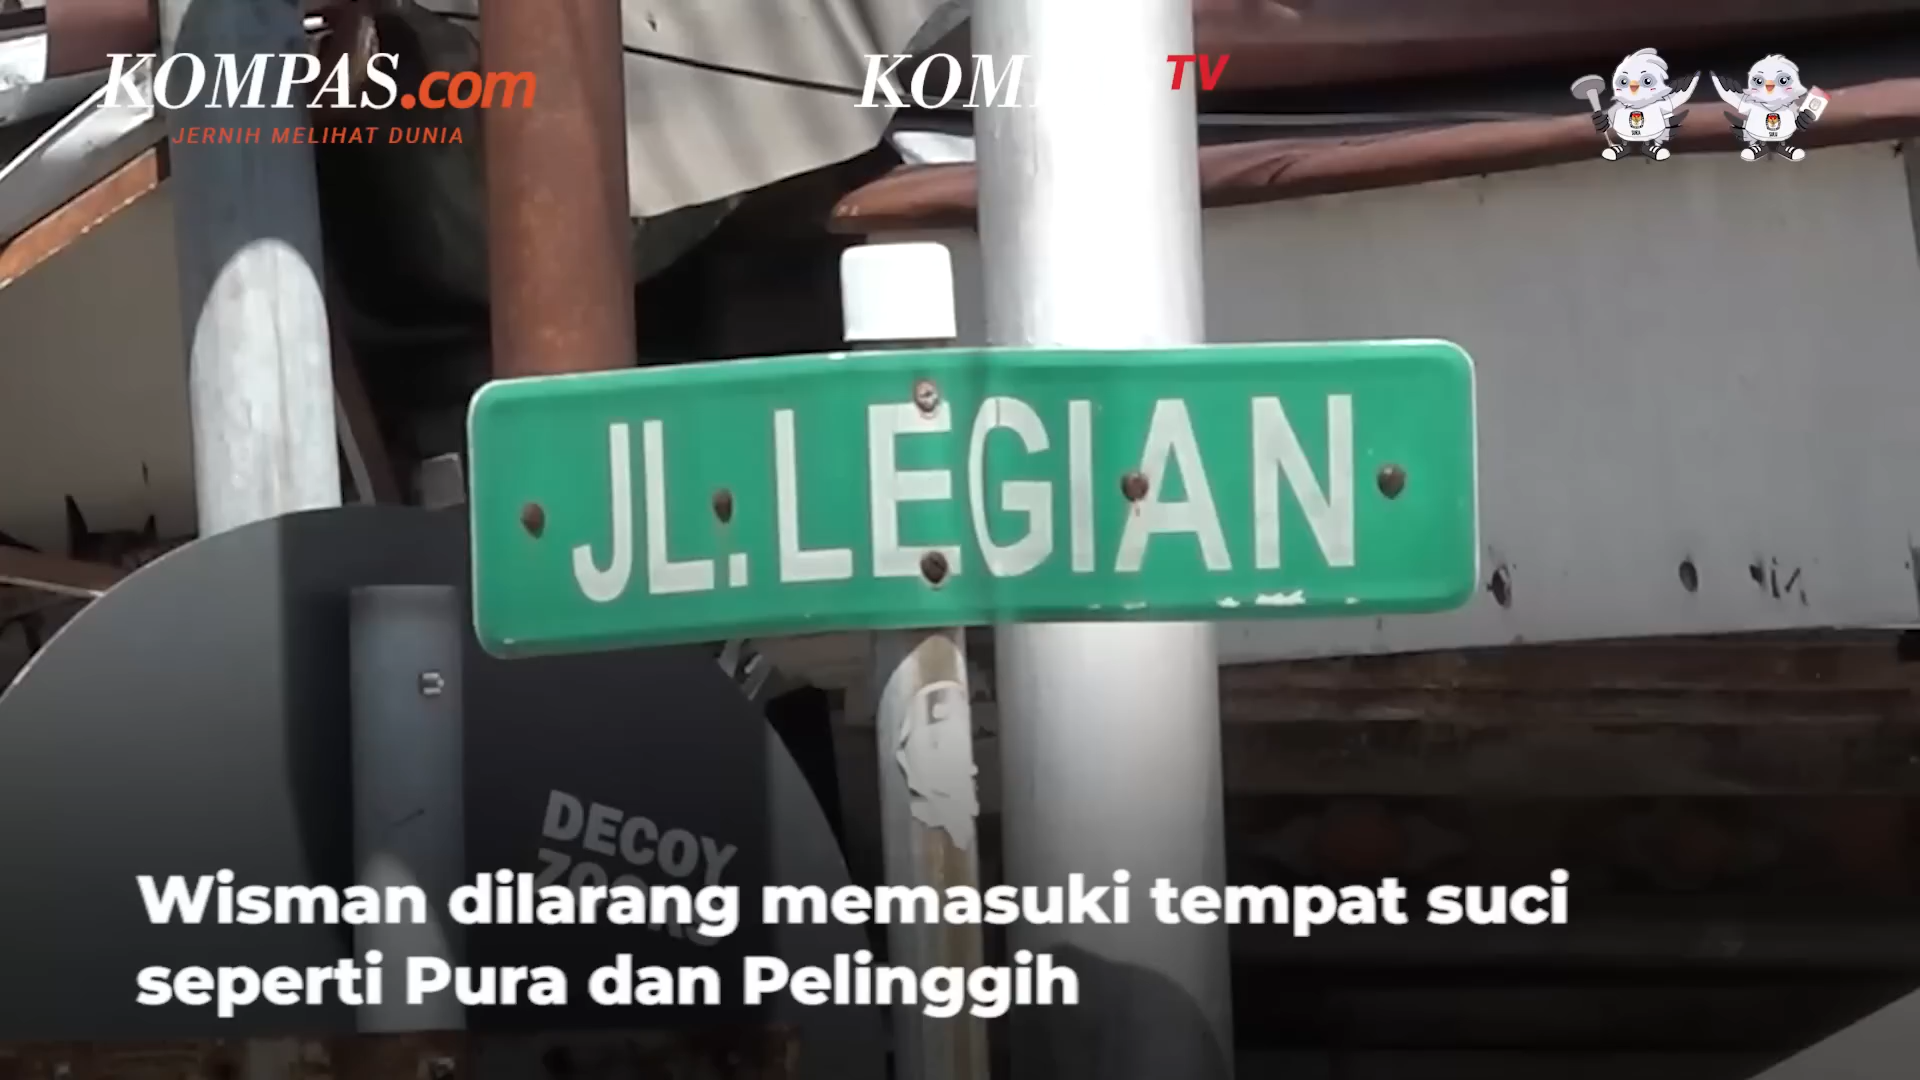 KOMPAS.com
JERNIH MELIHAT DUNIA
TV
JL. LEGIAN
DECOY
Wisman dilarang memasuki tempat suci
seperti Pura dan Pelinggih